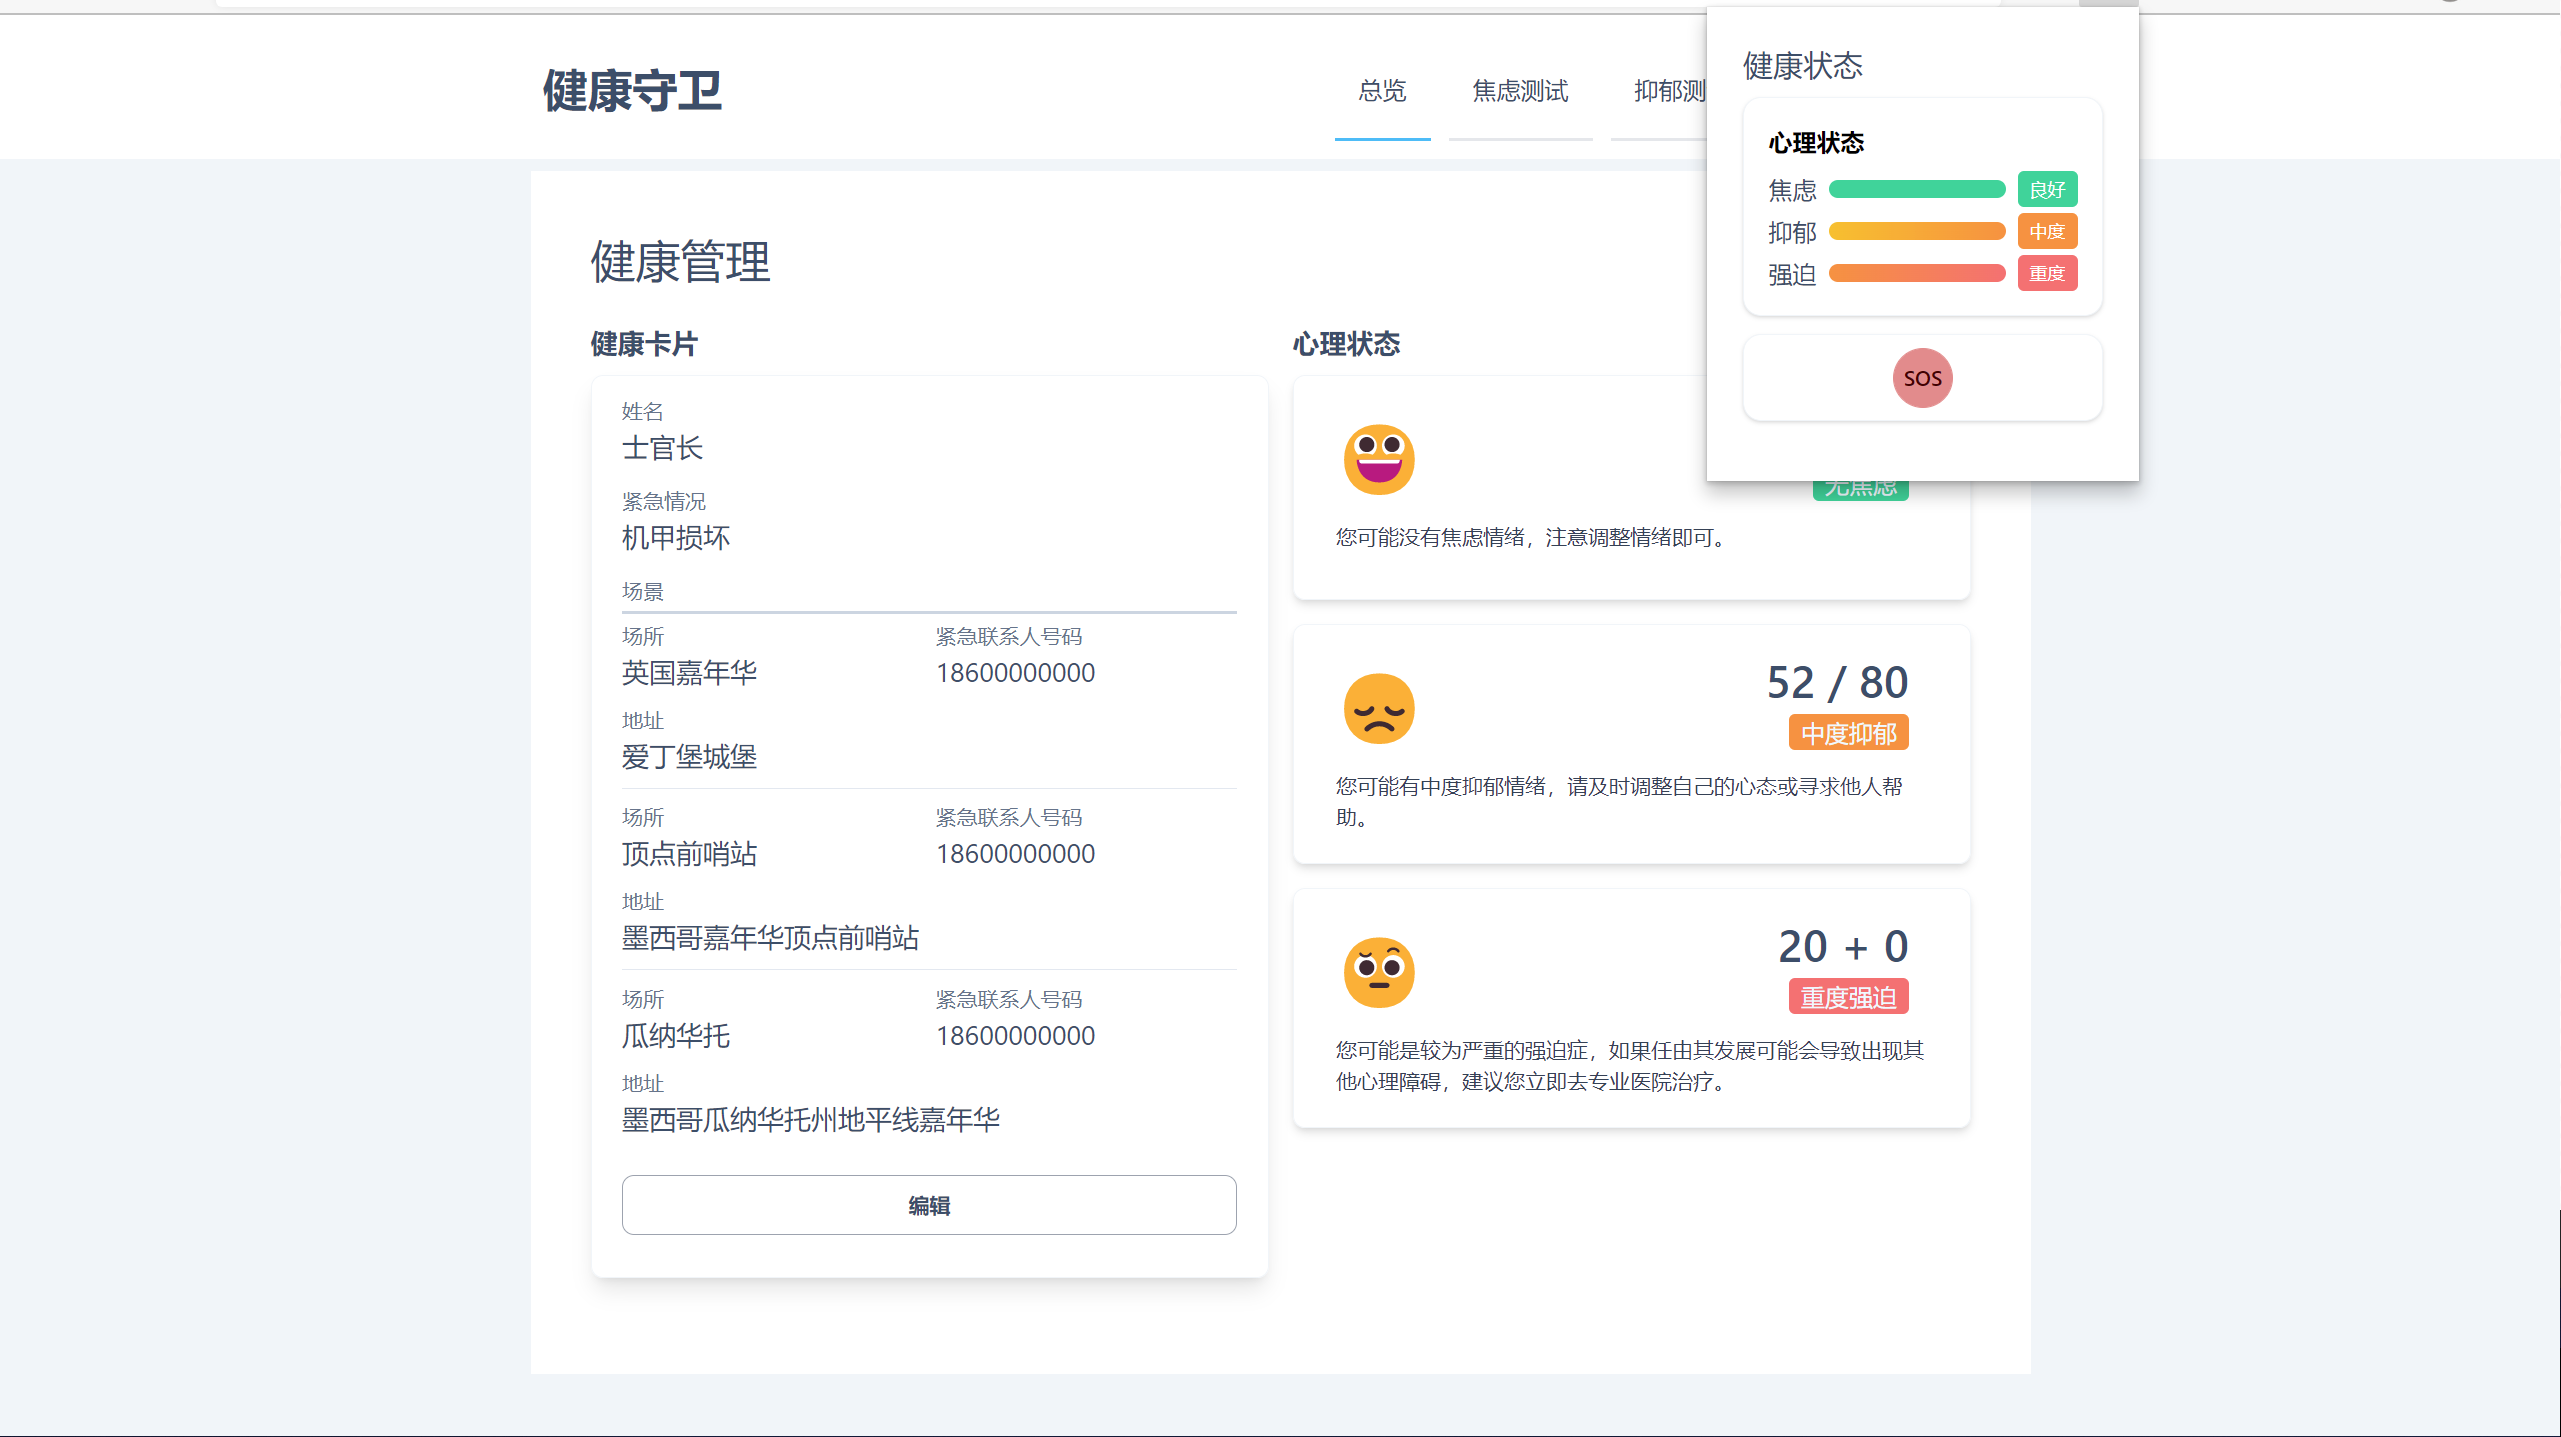 健康守卫
总览
焦虑测试
抑郁测
健康状态
心理状态
焦虑 良好
抑郁 中度
强迫 重度
SOS
健康管理
健康卡片
姓名
士官长
紧急情况
机甲损坏
场景
场所 紧急联系人号码
英国嘉年华 18600000000
地址
爱丁堡城堡
场所 紧急联系人号码
顶点前哨站 18600000000
地址
墨西哥嘉年华顶点前哨站
场所 紧急联系人号码
瓜纳华托 18600000000
地址
墨西哥瓜纳华托州地平线嘉年华
编辑
心理状态
无焦虑
您可能没有焦虑情绪，注意调整情绪即可。
52 / 80
中度抑郁
您可能有中度抑郁情绪，请及时调整自己的心态或寻求他人帮
助。
20 + 0
重度强迫
您可能是较为严重的强迫症，如果任由其发展可能会导致出现其
他心理障碍，建议您立即去专业医院治疗。